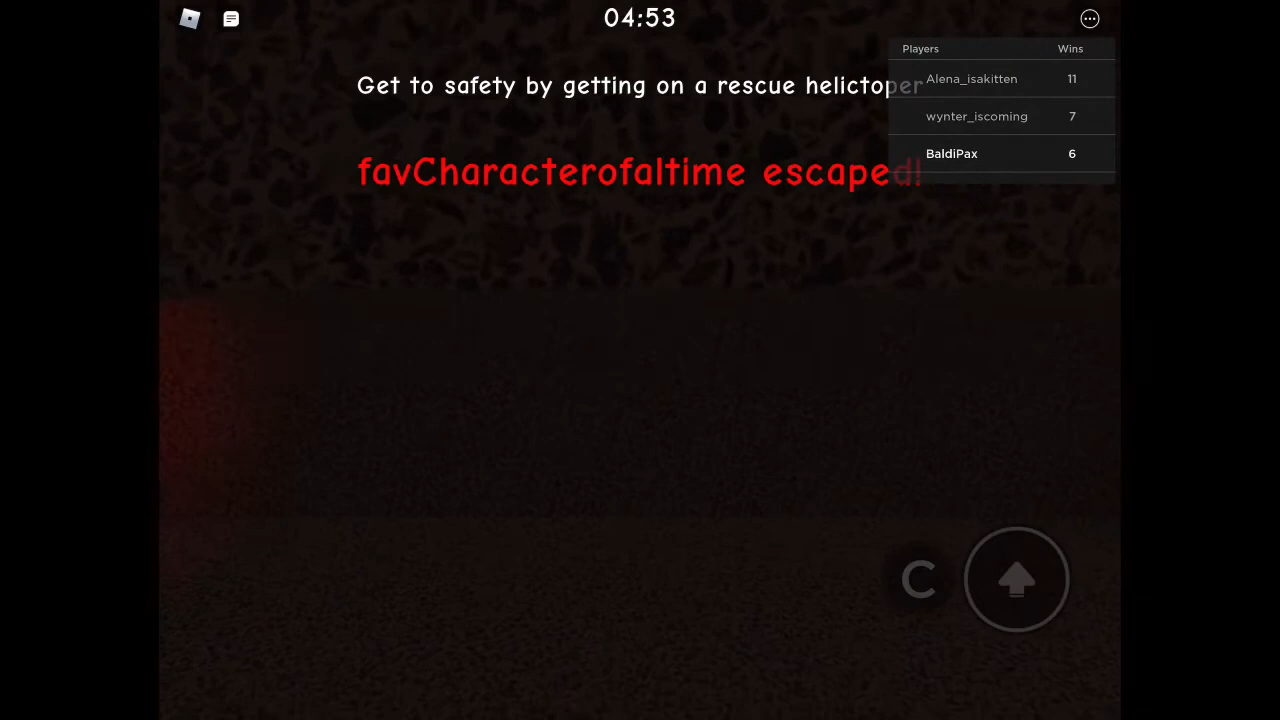 04:53
Players Wins
Get to safety by getting on a rescue helictoper
Alena_isakitten 11
wynter_iscoming 7
BaldiPax 6
favCharacterofaltime escaped!
C